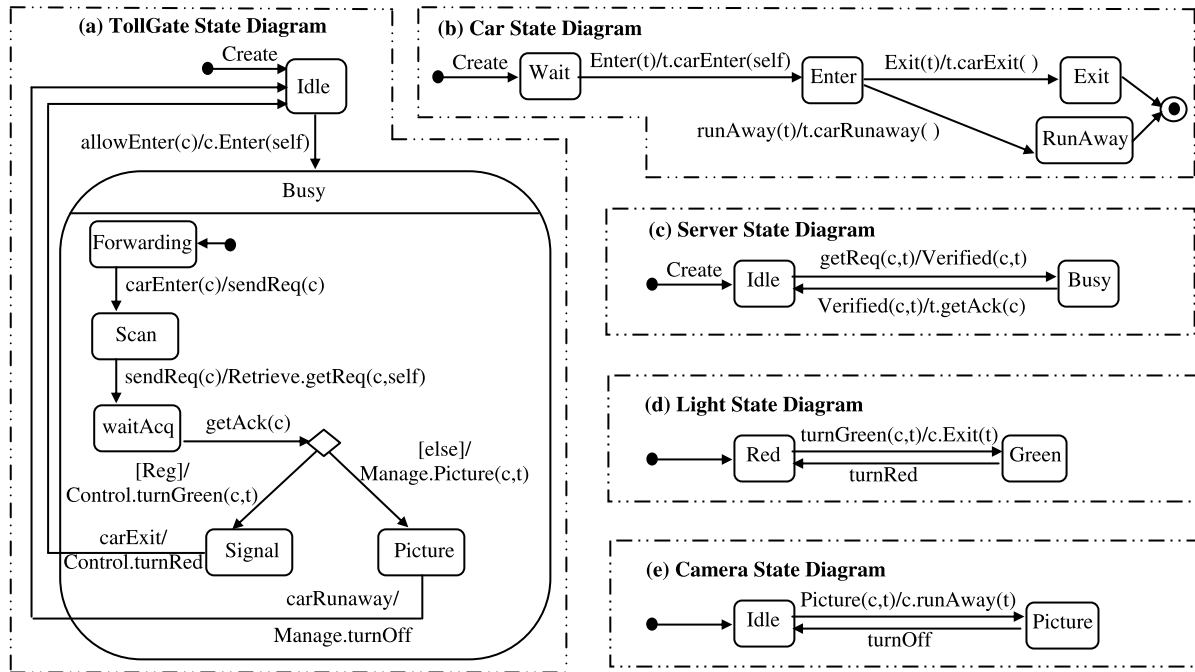 (a) TollGate State Diagram
Create
Idle
allowEnter(c)/c.Enter(self)
Busy
Forwarding
carEnter(c)/sendReq(c)
Scan
sendReq(c)/Retrieve.getReq(c,self)
waitAcq
getAck(c)
[Reg]/
Control.turnGreen(c,t)
[else]/
Manage.Picture(c,t)
carExit/
Control.turnRed
Signal
Picture
carRunaway/
Manage.turnOff
(b) Car State Diagram
Create
Wait
Enter(t)/t.carEnter(self)
Enter
Exit(t)/t.carExit( )
Exit
runAway(t)/t.carRunaway( )
RunAway
(c) Server State Diagram
Create
Idle
getReq(c,t)/Verified(c,t)
Busy
Verified(c,t)/t.getAck(c)
(d) Light State Diagram
Red
turnGreen(c,t)/c.Exit(t)
Green
turnRed
(e) Camera State Diagram
Idle
Picture(c,t)/c.runAway(t)
Picture
turnOff